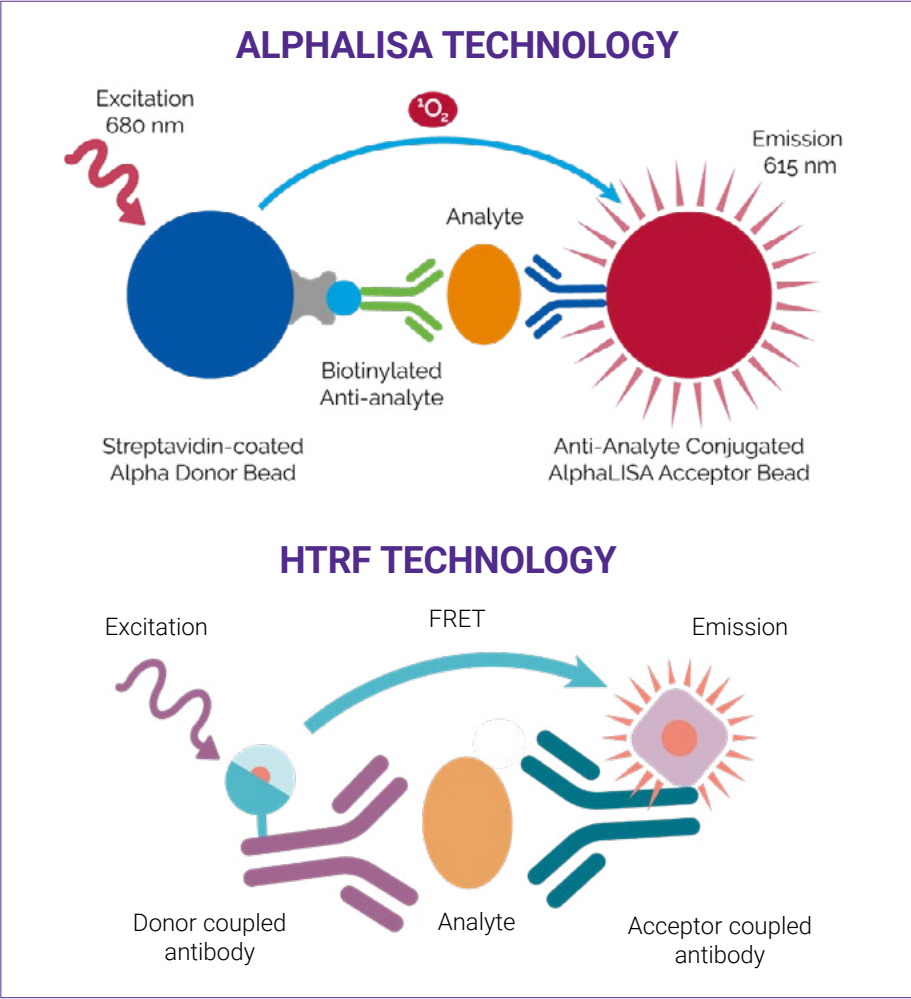 ALPHALISA TECHNOLOGY
Excitation
680 nm
¹O₂
Emission
615 nm
Analyte
Biotinylated
Anti-analyte
Streptavidin-coated
Alpha Donor Bead
Anti-Analyte Conjugated
AlphaLISA Acceptor Bead
HTRF TECHNOLOGY
Excitation
FRET
Emission
Donor coupled
antibody
Analyte
Acceptor coupled
antibody